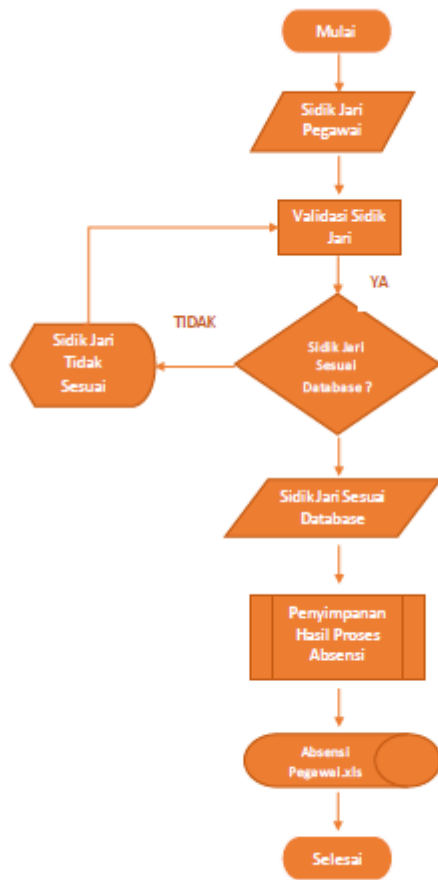 Mulai
Sidik Jari
Pegawai
Validasi Sidik
Jari
YA
TIDAK
Sidik Jari
Tidak
Sesuai
Sidik Jari
Sesuai
Database ?
Sidik Jari Sesuai
Database
Penyimpanan
Hasil Proses
Absensi
Absensi
Pegawai.xls
Selesai